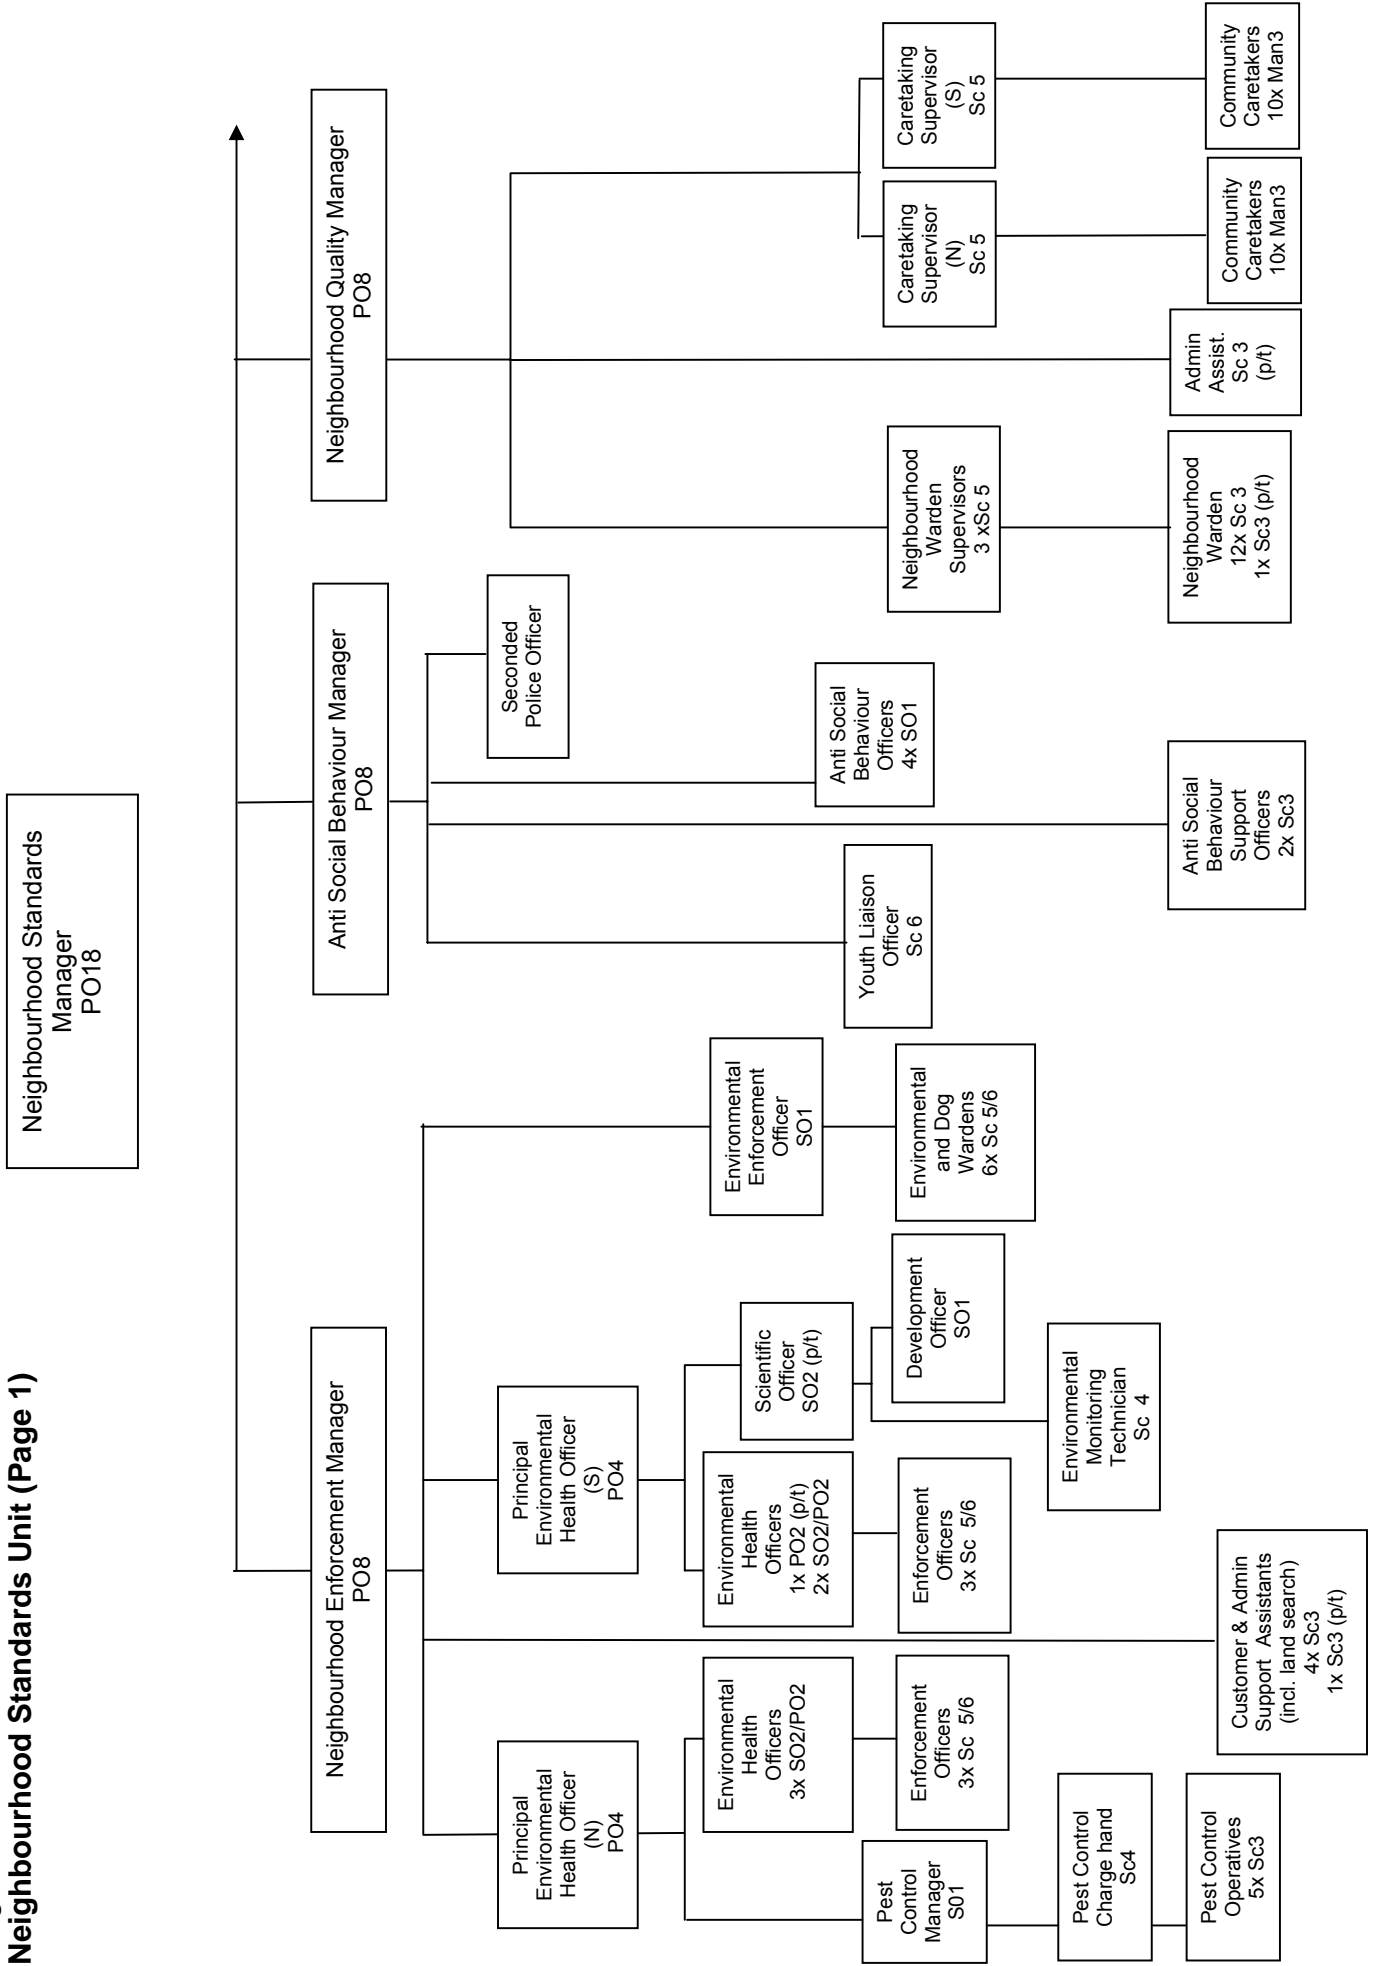 Neighbourhood Standards Unit (Page 1)
Neighbourhood Standards
Manager
PO18
Neighbourhood Enforcement Manager
PO8
Anti Social Behaviour Manager
PO8
Neighbourhood Quality Manager
PO8
Principal
Environmental
Health Officer
(N)
PO4
Principal
Environmental
Health Officer
(S)
PO4
Seconded
Police Officer
Environmental
Health
Officers
3x SO2/PO2
Environmental
Health
Officers
1x PO2 (p/t)
2x SO2/PO2
Scientific
Officer
SO2 (p/t)
Environmental
Enforcement
Officer
SO1
Pest
Control
Manager
S01
Enforcement
Officers
3x Sc  5/6
Enforcement
Officers
3x Sc  5/6
Development
Officer
SO1
Environmental
and Dog
Wardens
6x Sc 5/6
Youth Liaison
Officer
Sc 6
Anti Social
Behaviour
Officers
4x SO1
Neighbourhood
Warden
Supervisors
3 xSc 5
Caretaking
Supervisor
(N)
Sc 5
Caretaking
Supervisor
(S)
Sc 5
Pest Control
Charge hand
Sc4
Environmental
Monitoring
Technician
Sc  4
Pest Control
Operatives
5x Sc3
Customer & Admin
Support  Assistants
(incl. land search)
4x Sc3
1x Sc3 (p/t)
Anti Social
Behaviour
Support
Officers
2x Sc3
Neighbourhood
Warden
12x Sc 3
1x Sc3 (p/t)
Admin
Assist.
Sc 3
(p/t)
Community
Caretakers
10x Man3
Community
Caretakers
10x Man3